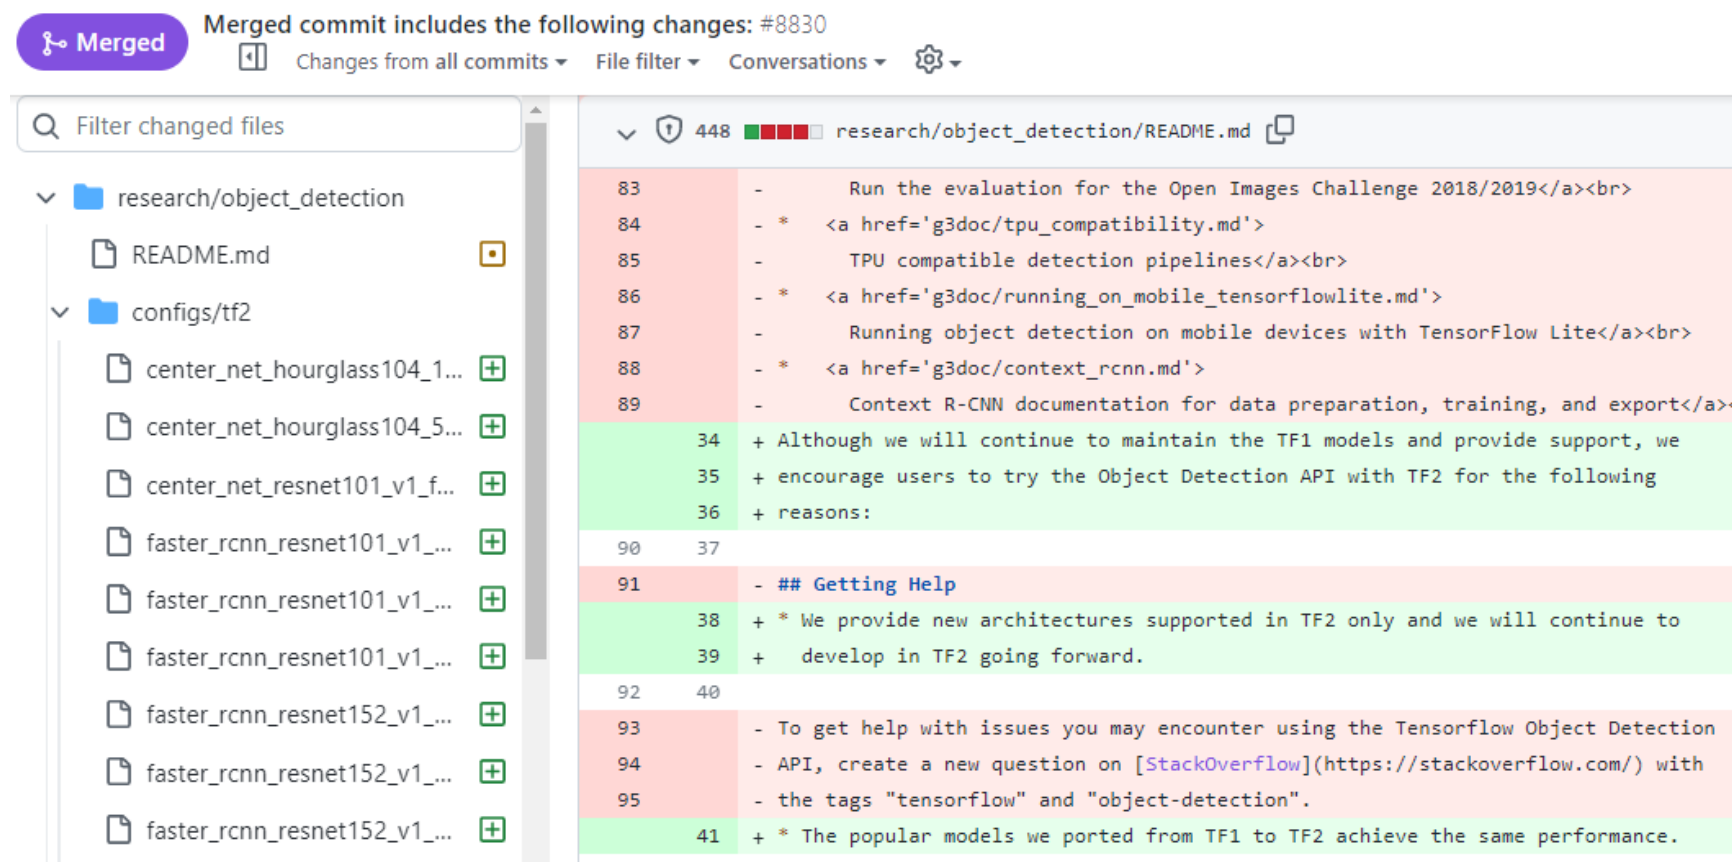 Merged
Merged commit includes the following changes: #8830
Changes from all commits File filter Conversations
Filter changed files
research/object_detection
README.md
configs/tf2
center_net_hourglass104_1...
center_net_hourglass104_5...
center_net_resnet101_v1_f...
faster_rcnn_resnet101_v1_...
faster_rcnn_resnet101_v1_...
faster_rcnn_resnet101_v1_...
faster_rcnn_resnet152_v1_...
faster_rcnn_resnet152_v1_...
faster_rcnn_resnet152_v1_...
448 research/object_detection/README.md
83 - Run the evaluation for the Open Images Challenge 2018/2019</a><br>
84 - * <a href='g3doc/tpu_compatibility.md'>
85 - TPU compatible detection pipelines</a><br>
86 - * <a href='g3doc/running_on_mobile_tensorflowlite.md'>
87 - Running object detection on mobile devices with TensorFlow Lite</a><br>
88 - * <a href='g3doc/context_rcnn.md'>
89 - Context R-CNN documentation for data preparation, training, and export</a><
34 + Although we will continue to maintain the TF1 models and provide support, we
35 + encourage users to try the Object Detection API with TF2 for the following
36 + reasons:
90 37
91 - ## Getting Help
38 + * We provide new architectures supported in TF2 only and we will continue to
39 + develop in TF2 going forward.
92 40
93 - To get help with issues you may encounter using the Tensorflow Object Detection
94 - API, create a new question on [StackOverflow](https://stackoverflow.com/) with
95 - the tags "tensorflow" and "object-detection".
41 + * The popular models we ported from TF1 to TF2 achieve the same performance.